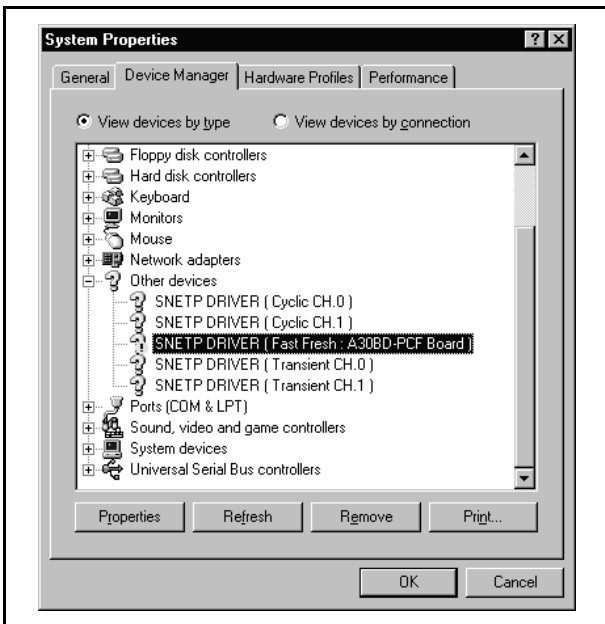 System Properties
General Device Manager Hardware Profiles Performance
View devices by type View devices by connection
Floppy disk controllers
Hard disk controllers
Keyboard
Monitors
Mouse
Network adapters
Other devices
SNETP DRIVER ( Cyclic CH.0 )
SNETP DRIVER ( Cyclic CH.1 )
SNETP DRIVER ( Fast Fresh : A30BD-PCF Board )
SNETP DRIVER ( Transient CH.0 )
SNETP DRIVER ( Transient CH.1 )
Ports (COM & LPT)
Sound, video and game controllers
System devices
Universal Serial Bus controllers
Properties Refresh Remove Print...
OK Cancel